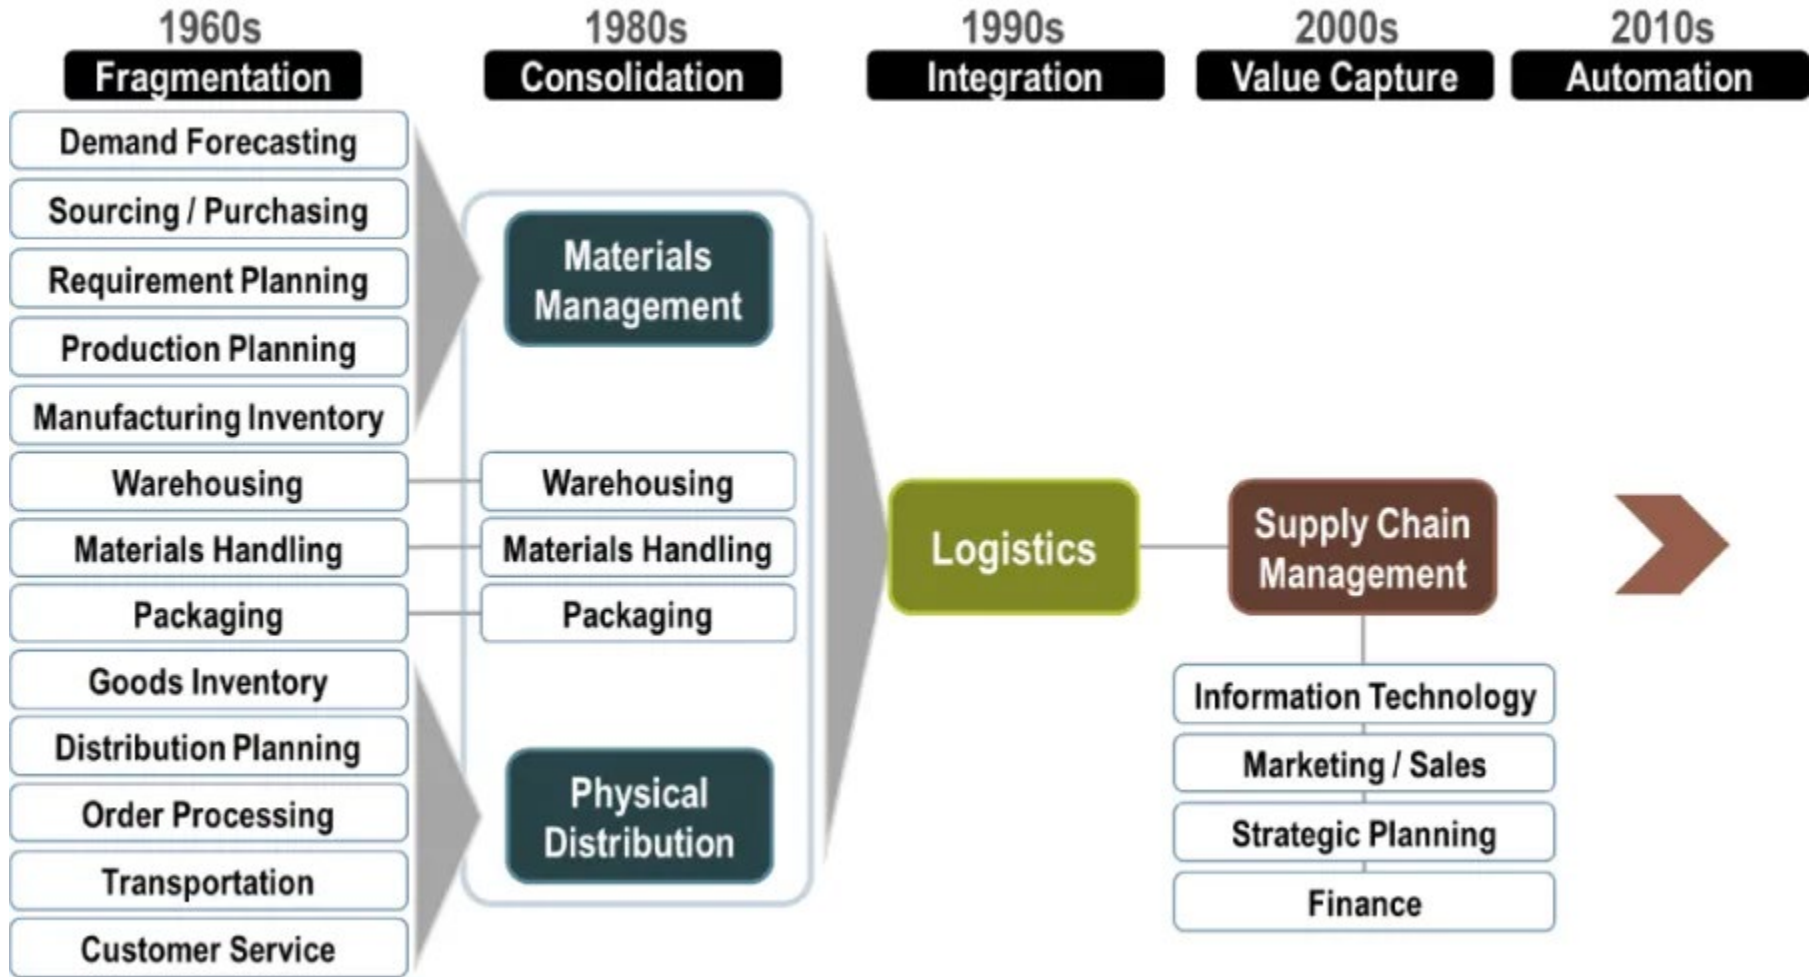 1960s
Fragmentation
Demand Forecasting
Sourcing / Purchasing
Requirement Planning
Production Planning
Manufacturing Inventory
Warehousing
Materials Handling
Packaging
Goods Inventory
Distribution Planning
Order Processing
Transportation
Customer Service
1980s
Consolidation
Materials
Management
Warehousing
Materials Handling
Packaging
Physical
Distribution
1990s
Integration
Logistics
2000s
Value Capture
Supply Chain
Management
Information Technology
Marketing / Sales
Strategic Planning
Finance
2010s
Automation